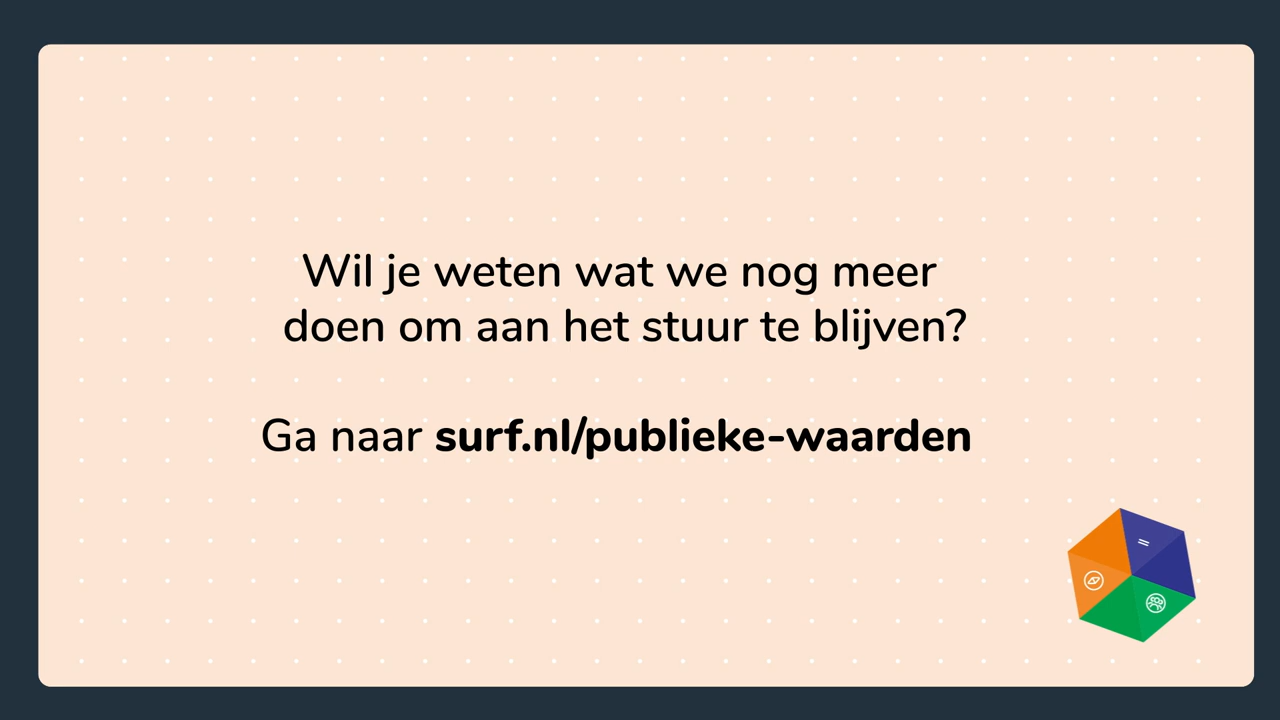 Wil je weten wat we nog meer
doen om aan het stuur te blijven?
Ga naar surf.nl/publieke-waarden
=
CO2